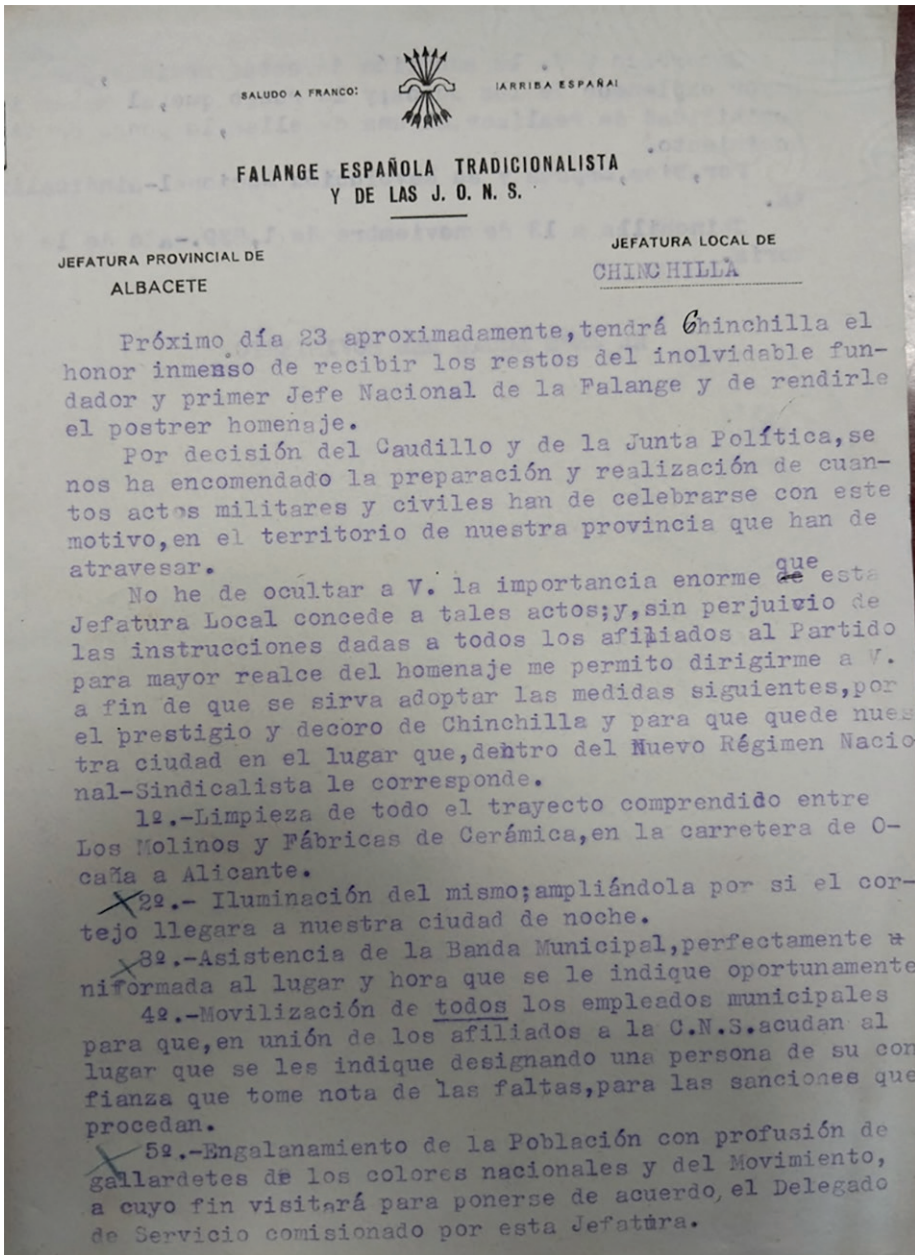 SALUDO A FRANCO: ¡ARRIBA ESPAÑA!
FALANGE ESPAÑOLA TRADICIONALISTA
Y DE LAS J. O. N. S.
JEFATURA PROVINCIAL DE
ALBACETE
JEFATURA LOCAL DE
CHINCHILLA
Próximo día 23 aproximadamente,tendrá Chinchilla el
honor inmenso de recibir los restos del inolvidable fun-
dador y primer Jefe Nacional de la Falange y de rendirle
el postrer homenaje.
Por decisión del Caudillo y de la Junta Política,se
nos ha encomendado la preparación y realización de cuan-
tos actos militares y civiles han de celebrarse con este
motivo,en el territorio de nuestra provincia que han de
atravesar.
No he de ocultar a V. la importancia enorme de que esta
Jefatura Local concede a tales actos;y,sin perjuicio de
las instrucciones dadas a todos los afiliados al Partido
para mayor realce del homenaje me permito dirigirme a V.
a fin de que se sirva adoptar las medidas siguientes,por
el prestigio y decoro de Chinchilla y para que quede nues
tra ciudad en el lugar que,dentro del Nuevo Régimen Nacio
nal-Sindicalista le corresponde.
1º.-Limpieza de todo el trayecto comprendido entre
Los Molinos y Fábricas de Cerámica,en la carretera de O-
caña a Alicante.
2º.- Iluminación del mismo;ampliándola por si el cor-
tejo llegara a nuestra ciudad de noche.
3º.-Asistencia de la Banda Municipal,perfectamente u
niformada al lugar y hora que se le indique oportunamente
4º.-Movilización de todos los empleados municipales
para que,en unión de los afiliados a la C.N.S.acudan al
lugar que se les indique designando una persona de su con
fianza que tome nota de las faltas,para las sanciones que
procedan.
5º.-Engalanamiento de la Población con profusión de
gallardetes de los colores nacionales y del Movimiento,
a cuyo fin visitará para ponerse de acuerdo, el Delegado
de Servicio comisionado por esta Jefatura.